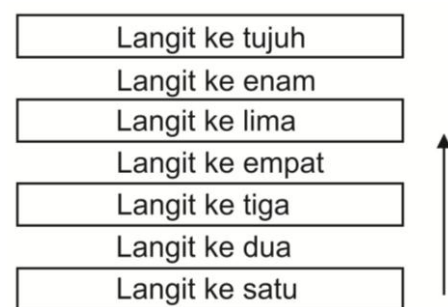 Langit ke tujuh
Langit ke enam
Langit ke lima
Langit ke empat
Langit ke tiga
Langit ke dua
Langit ke satu